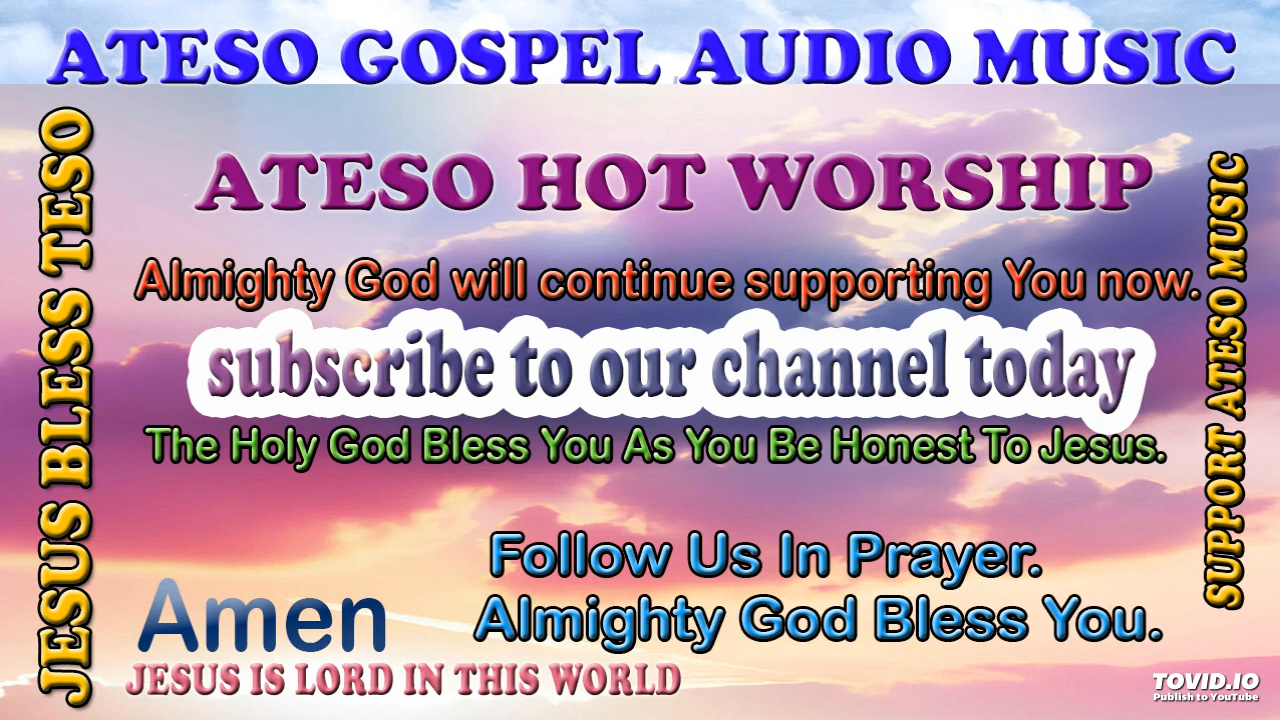 ATESO GOSPEL AUDIO MUSIC
JESUS BLESS TESO
ATESO HOT WORSHIP
Almighty God will continue supporting You now.
subscribe to our channel today
The Holy God Bless You As You Be Honest To Jesus.
SUPPORT ATESO MUSIC
Follow Us In Prayer.
Almighty God Bless You.
Amen
JESUS IS LORD IN THIS WORLD
TOVID.IO
Publish to YouTube